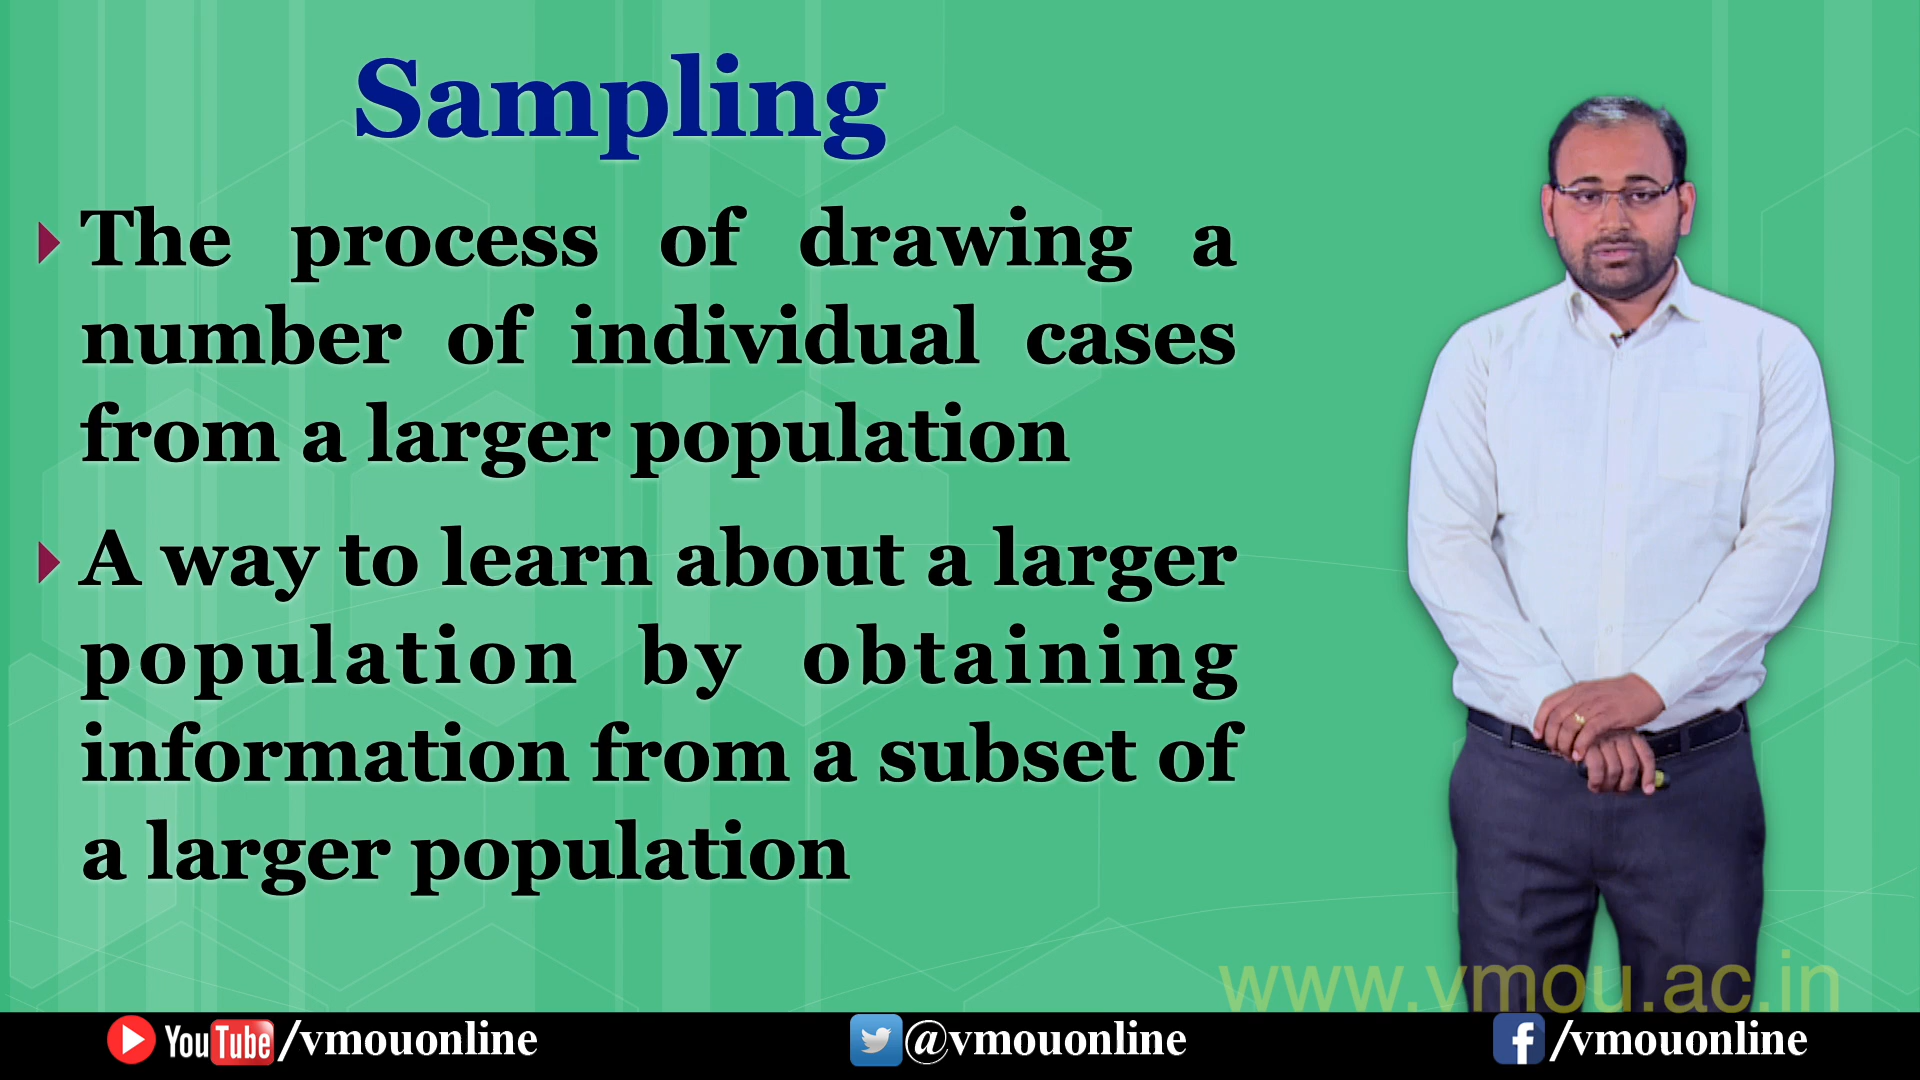 Sampling
The process of drawing a
number of individual cases
from a larger population
A way to learn about a larger
population by obtaining
information from a subset of
a larger population
www.vmou.ac.in
YouTube /vmouonline
@vmouonline
f /vmouonline